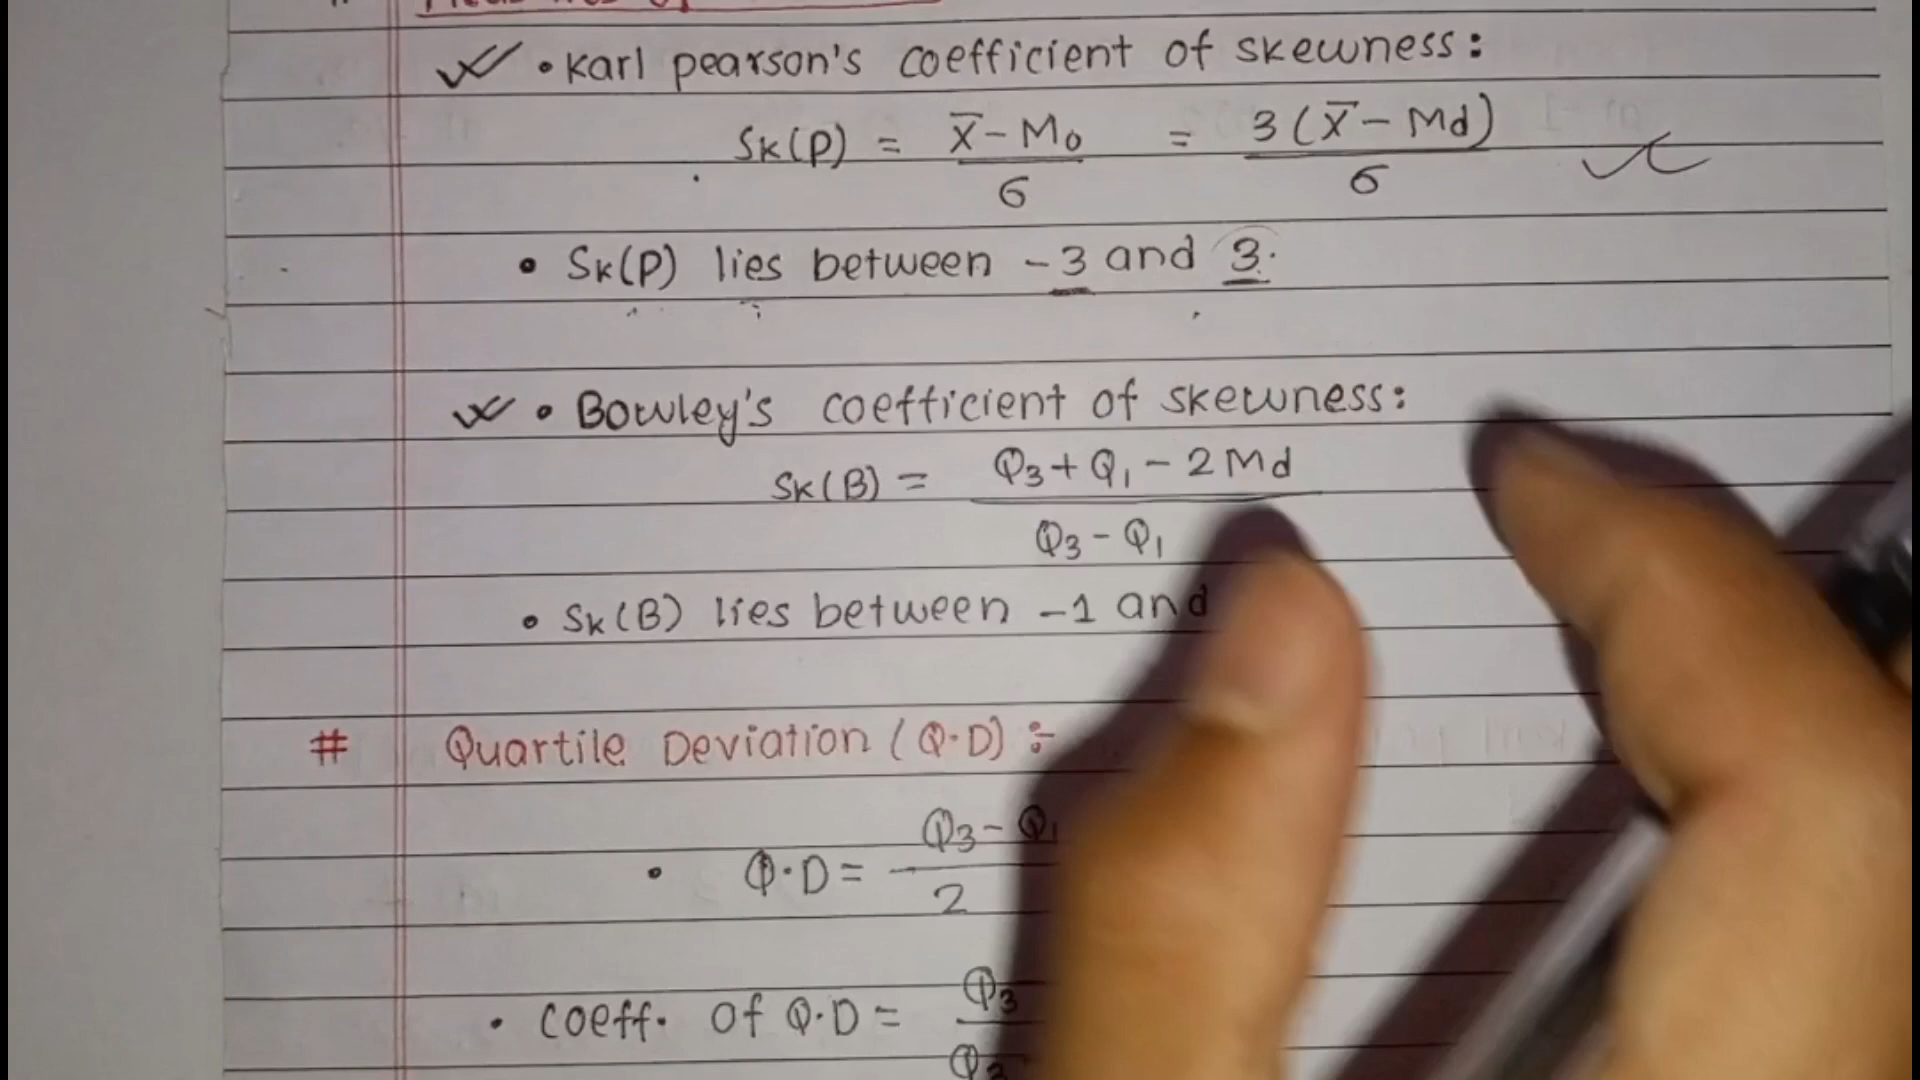 • Karl pearson's coefficient of skewness:
Sk(P) = x̄ - Mo / σ = 3(x̄ - Md) / σ
• Sk(P) lies between -3 and 3.
• Bowley's coefficient of skewness:
Sk(B) = Q3 + Q1 - 2Md / Q3 - Q1
• Sk(B) lies between -1 and
# Quartile Deviation (Q.D) :-
• Q.D = Q3 - Q1 / 2
• coeff. of Q.D = Q3